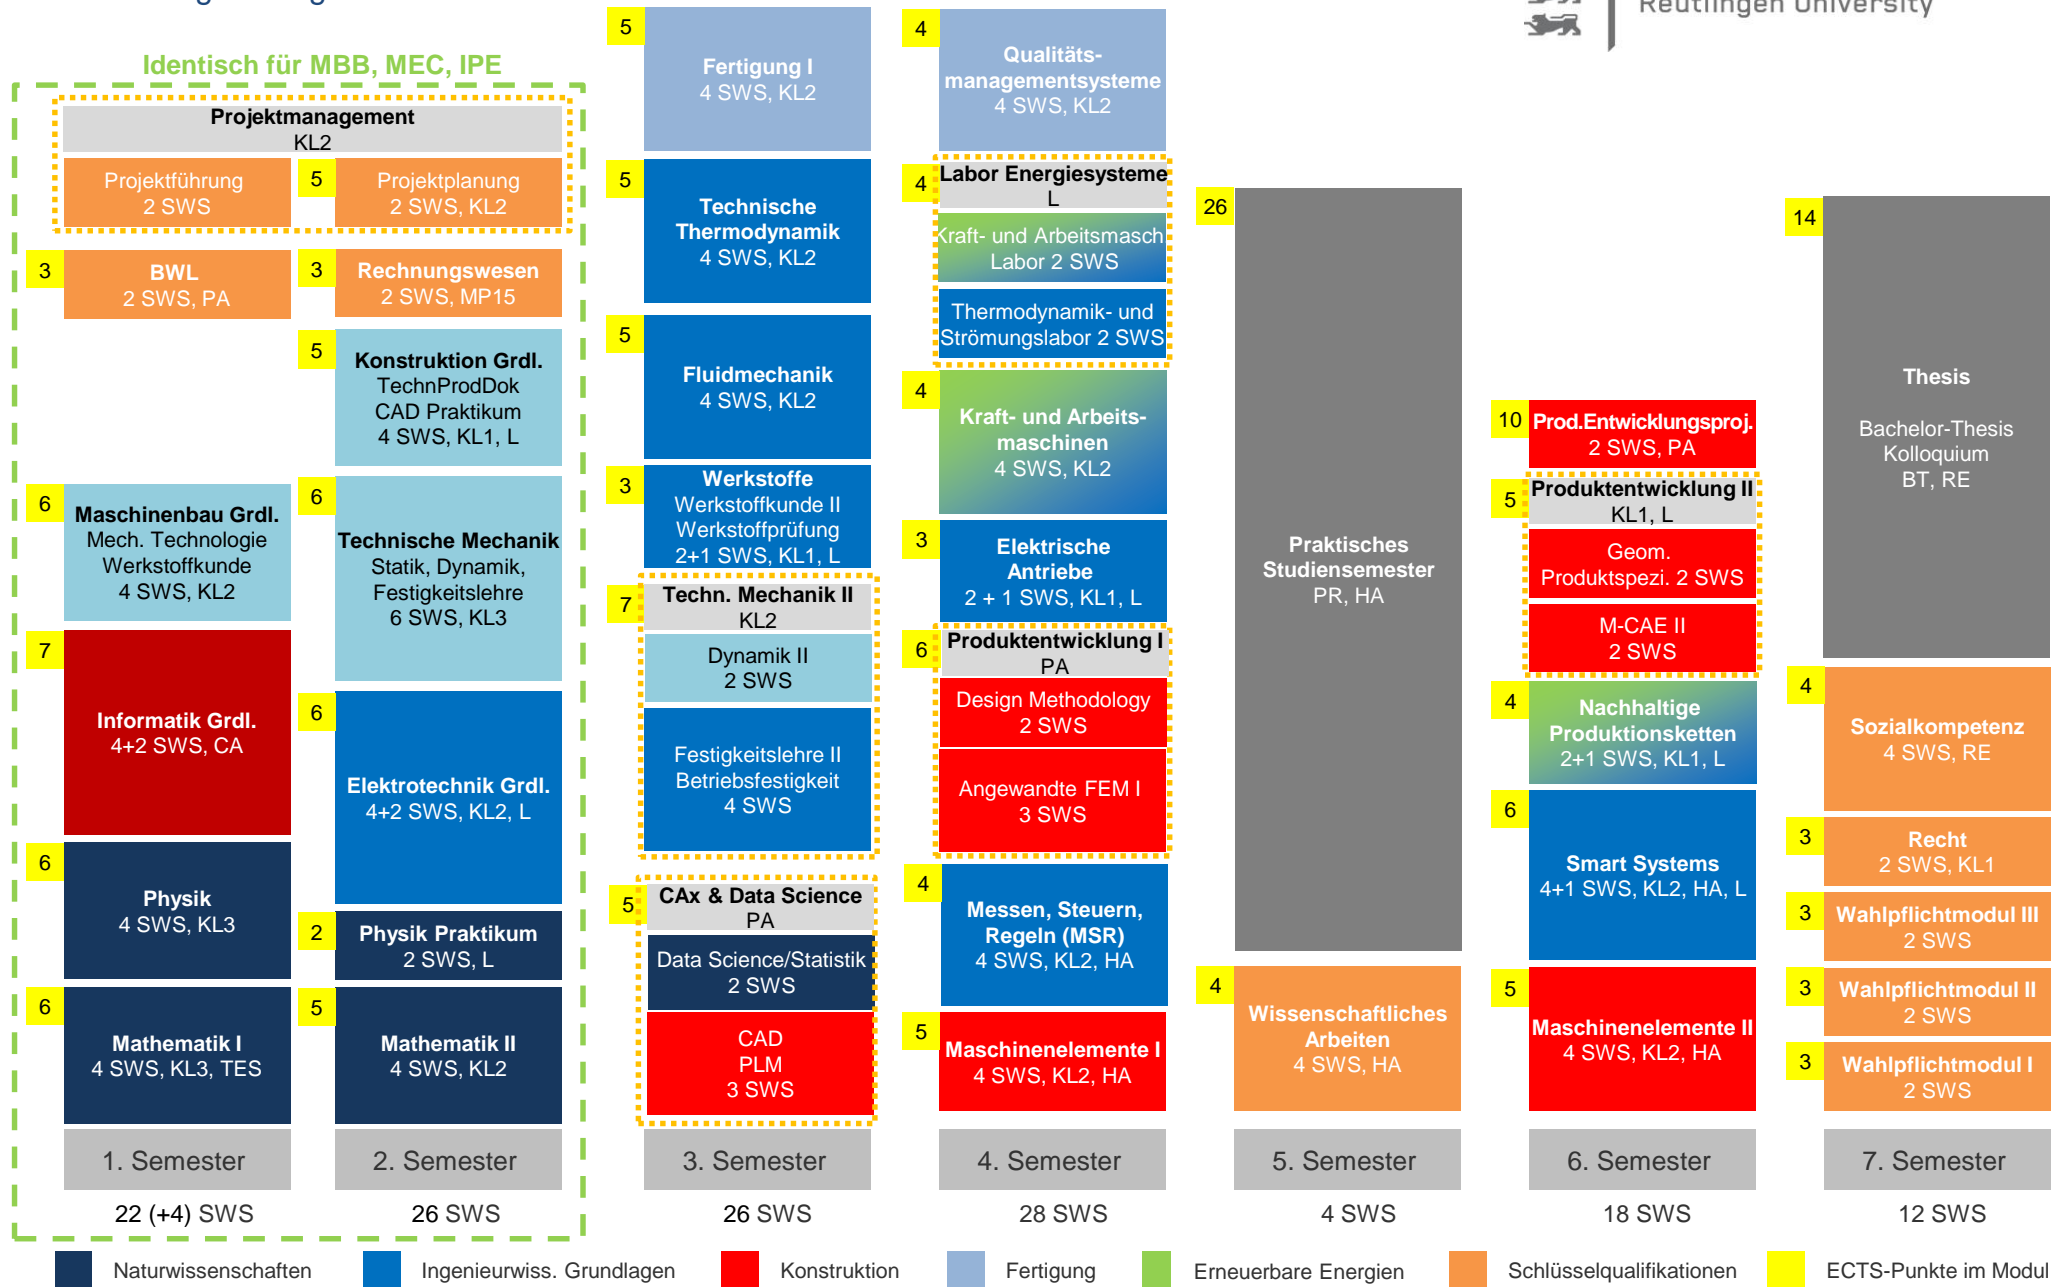 Reutlingen University
Identisch für MBB, MEC, IPE
Projektmanagement
KL2
Projektführung
2 SWS
5
Projektplanung
2 SWS, KL2
3
BWL
2 SWS, PA
3
Rechnungswesen
2 SWS, MP15
5
Konstruktion Grdl.
TechnProdDok
CAD Praktikum
4 SWS, KL1, L
6
Maschinenbau Grdl.
Mech. Technologie
Werkstoffkunde
4 SWS, KL2
6
Technische Mechanik
Statik, Dynamik,
Festigkeitslehre
6 SWS, KL3
7
Informatik Grdl.
4+2 SWS, CA
6
Elektrotechnik Grdl.
4+2 SWS, KL2, L
6
Physik
4 SWS, KL3
2
Physik Praktikum
2 SWS, L
6
Mathematik I
4 SWS, KL3, TES
5
Mathematik II
4 SWS, KL2
1. Semester
22 (+4) SWS
2. Semester
26 SWS
5
Fertigung I
4 SWS, KL2
5
Technische
Thermodynamik
4 SWS, KL2
5
Fluidmechanik
4 SWS, KL2
3
Werkstoffe
Werkstoffkunde II
Werkstoffprüfung
2+1 SWS, KL1, L
7
Techn. Mechanik II
KL2
Dynamik II
2 SWS
Festigkeitslehre II
Betriebsfestigkeit
4 SWS
5
CAx & Data Science
PA
Data Science/Statistik
2 SWS
CAD
PLM
3 SWS
3. Semester
26 SWS
4
Qualitäts-
managementsysteme
4 SWS, KL2
4
Labor Energiesysteme
L
Kraft- und Arbeitsmasch
Labor 2 SWS
Thermodynamik- und
Strömungslabor 2 SWS
4
Kraft- und Arbeits-
maschinen
4 SWS, KL2
3
Elektrische
Antriebe
2 + 1 SWS, KL1, L
6
Produktentwicklung I
PA
Design Methodology
2 SWS
Angewandte FEM I
3 SWS
4
Messen, Steuern,
Regeln (MSR)
4 SWS, KL2, HA
5
Maschinenelemente I
4 SWS, KL2, HA
4. Semester
28 SWS
26
Praktisches
Studiensemester
PR, HA
4
Wissenschaftliches
Arbeiten
4 SWS, HA
5. Semester
4 SWS
10
Prod.Entwicklungsproj.
2 SWS, PA
5
Produktentwicklung II
KL1, L
Geom.
Produktspezi. 2 SWS
M-CAE II
2 SWS
4
Nachhaltige
Produktionsketten
2+1 SWS, KL1, L
6
Smart Systems
4+1 SWS, KL2, HA, L
5
Maschinenelemente II
4 SWS, KL2, HA
6. Semester
18 SWS
14
Thesis
Bachelor-Thesis
Kolloquium
BT, RE
4
Sozialkompetenz
4 SWS, RE
3
Recht
2 SWS, KL1
3
Wahlpflichtmodul III
2 SWS
3
Wahlpflichtmodul II
2 SWS
3
Wahlpflichtmodul I
2 SWS
7. Semester
12 SWS
Naturwissenschaften
Ingenieurwiss. Grundlagen
Konstruktion
Fertigung
Erneuerbare Energien
Schlüsselqualifikationen
ECTS-Punkte im Modul